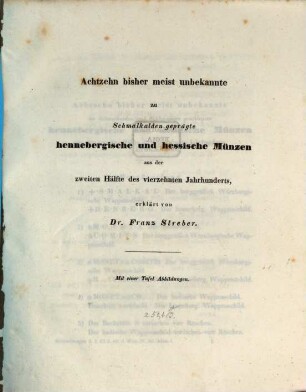 Achtzehn bisher meist unbekannte
zu
Schmalkalden geprägte
hennebergische und hessische Münzen
aus der
zweiten Hälfte des vierzehnten Jahrhunderts,
erklärt von
Dr. Franz Streber.
Mit einer Tafel Abbildungen.